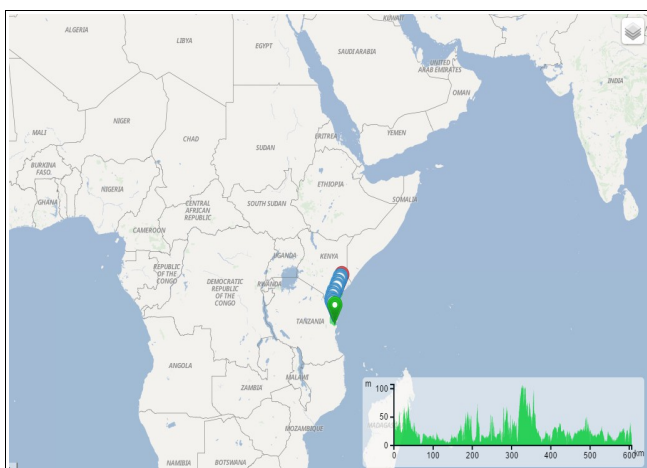 KUWAIT
ALGERIA
LIBYA
EGYPT
SAUDI ARABIA
UNITED
ARAB EMIRATES
OMAN
INDIA
MALI
NIGER
CHAD
SUDAN
ERITREA
YEMEN
BURKINA
FASO
NIGERIA
GHANA
ETHIOPIA
SOUTH SUDAN
CENTRAL
AFRICAN
REPUBLIC
SOMALIA
CAMEROON
UGANDA
KENYA
REPUBLIC
OF THE
CONGO
DEMOCRATIC
REPUBLIC
OF THE
CONGO
RWANDA
TANZANIA
ANGOLA
MALAWI
ZAMBIA
MOZAMBIQUE
NAMIBIA
BOTSWANA
m
100
50
0
0
100
200
300
400
500
600
km